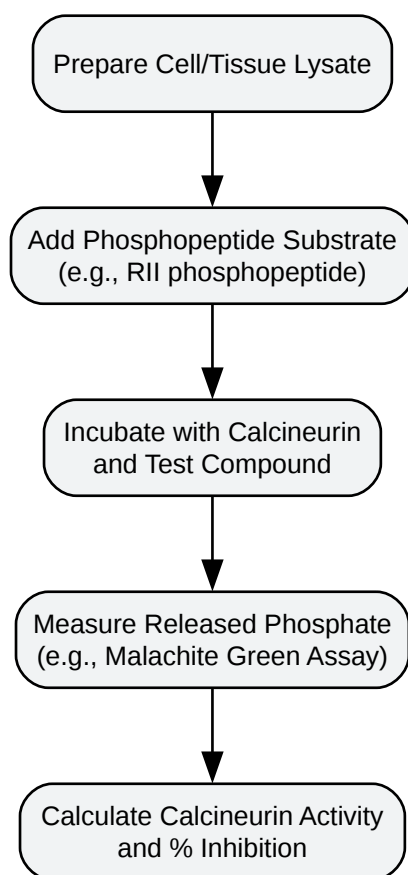 Prepare Cell/Tissue Lysate
Add Phosphopeptide Substrate
(e.g., RII phosphopeptide)
Incubate with Calcineurin
and Test Compound
Measure Released Phosphate
(e.g., Malachite Green Assay)
Calculate Calcineurin Activity
and % Inhibition